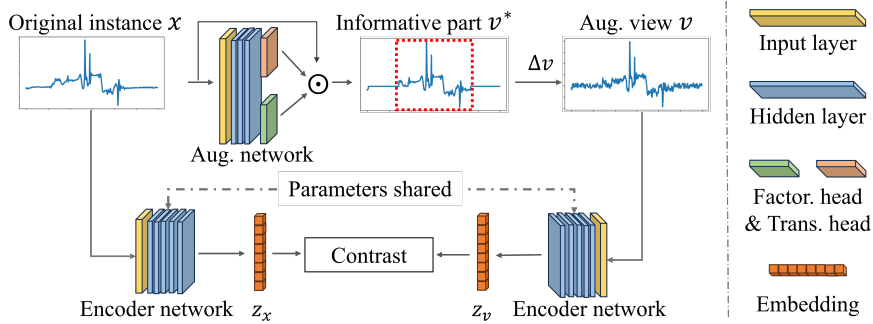 Original instance x
Informative part v*
Aug. view v
Δv
Aug. network
Parameters shared
Contrast
Encoder network
z_x
z_v
Encoder network
Input layer
Hidden layer
Factor. head
& Trans. head
Embedding